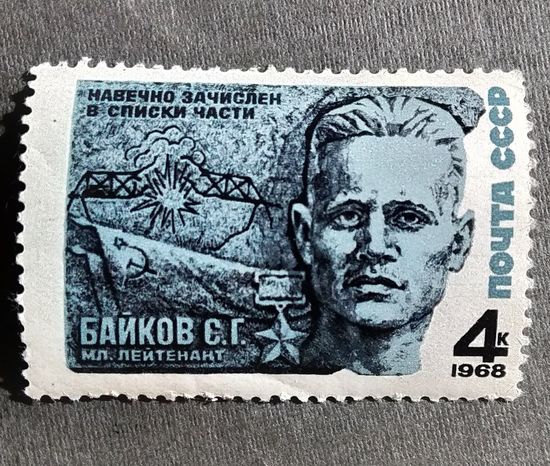 НАВЕЧНО ЗАЧИСЛЕН
В СПИСКИ ЧАСТИ
БАЙКОВ С.Г.
МЛ. ЛЕЙТЕНАНТ
ПОЧТА СССР
4К
1968